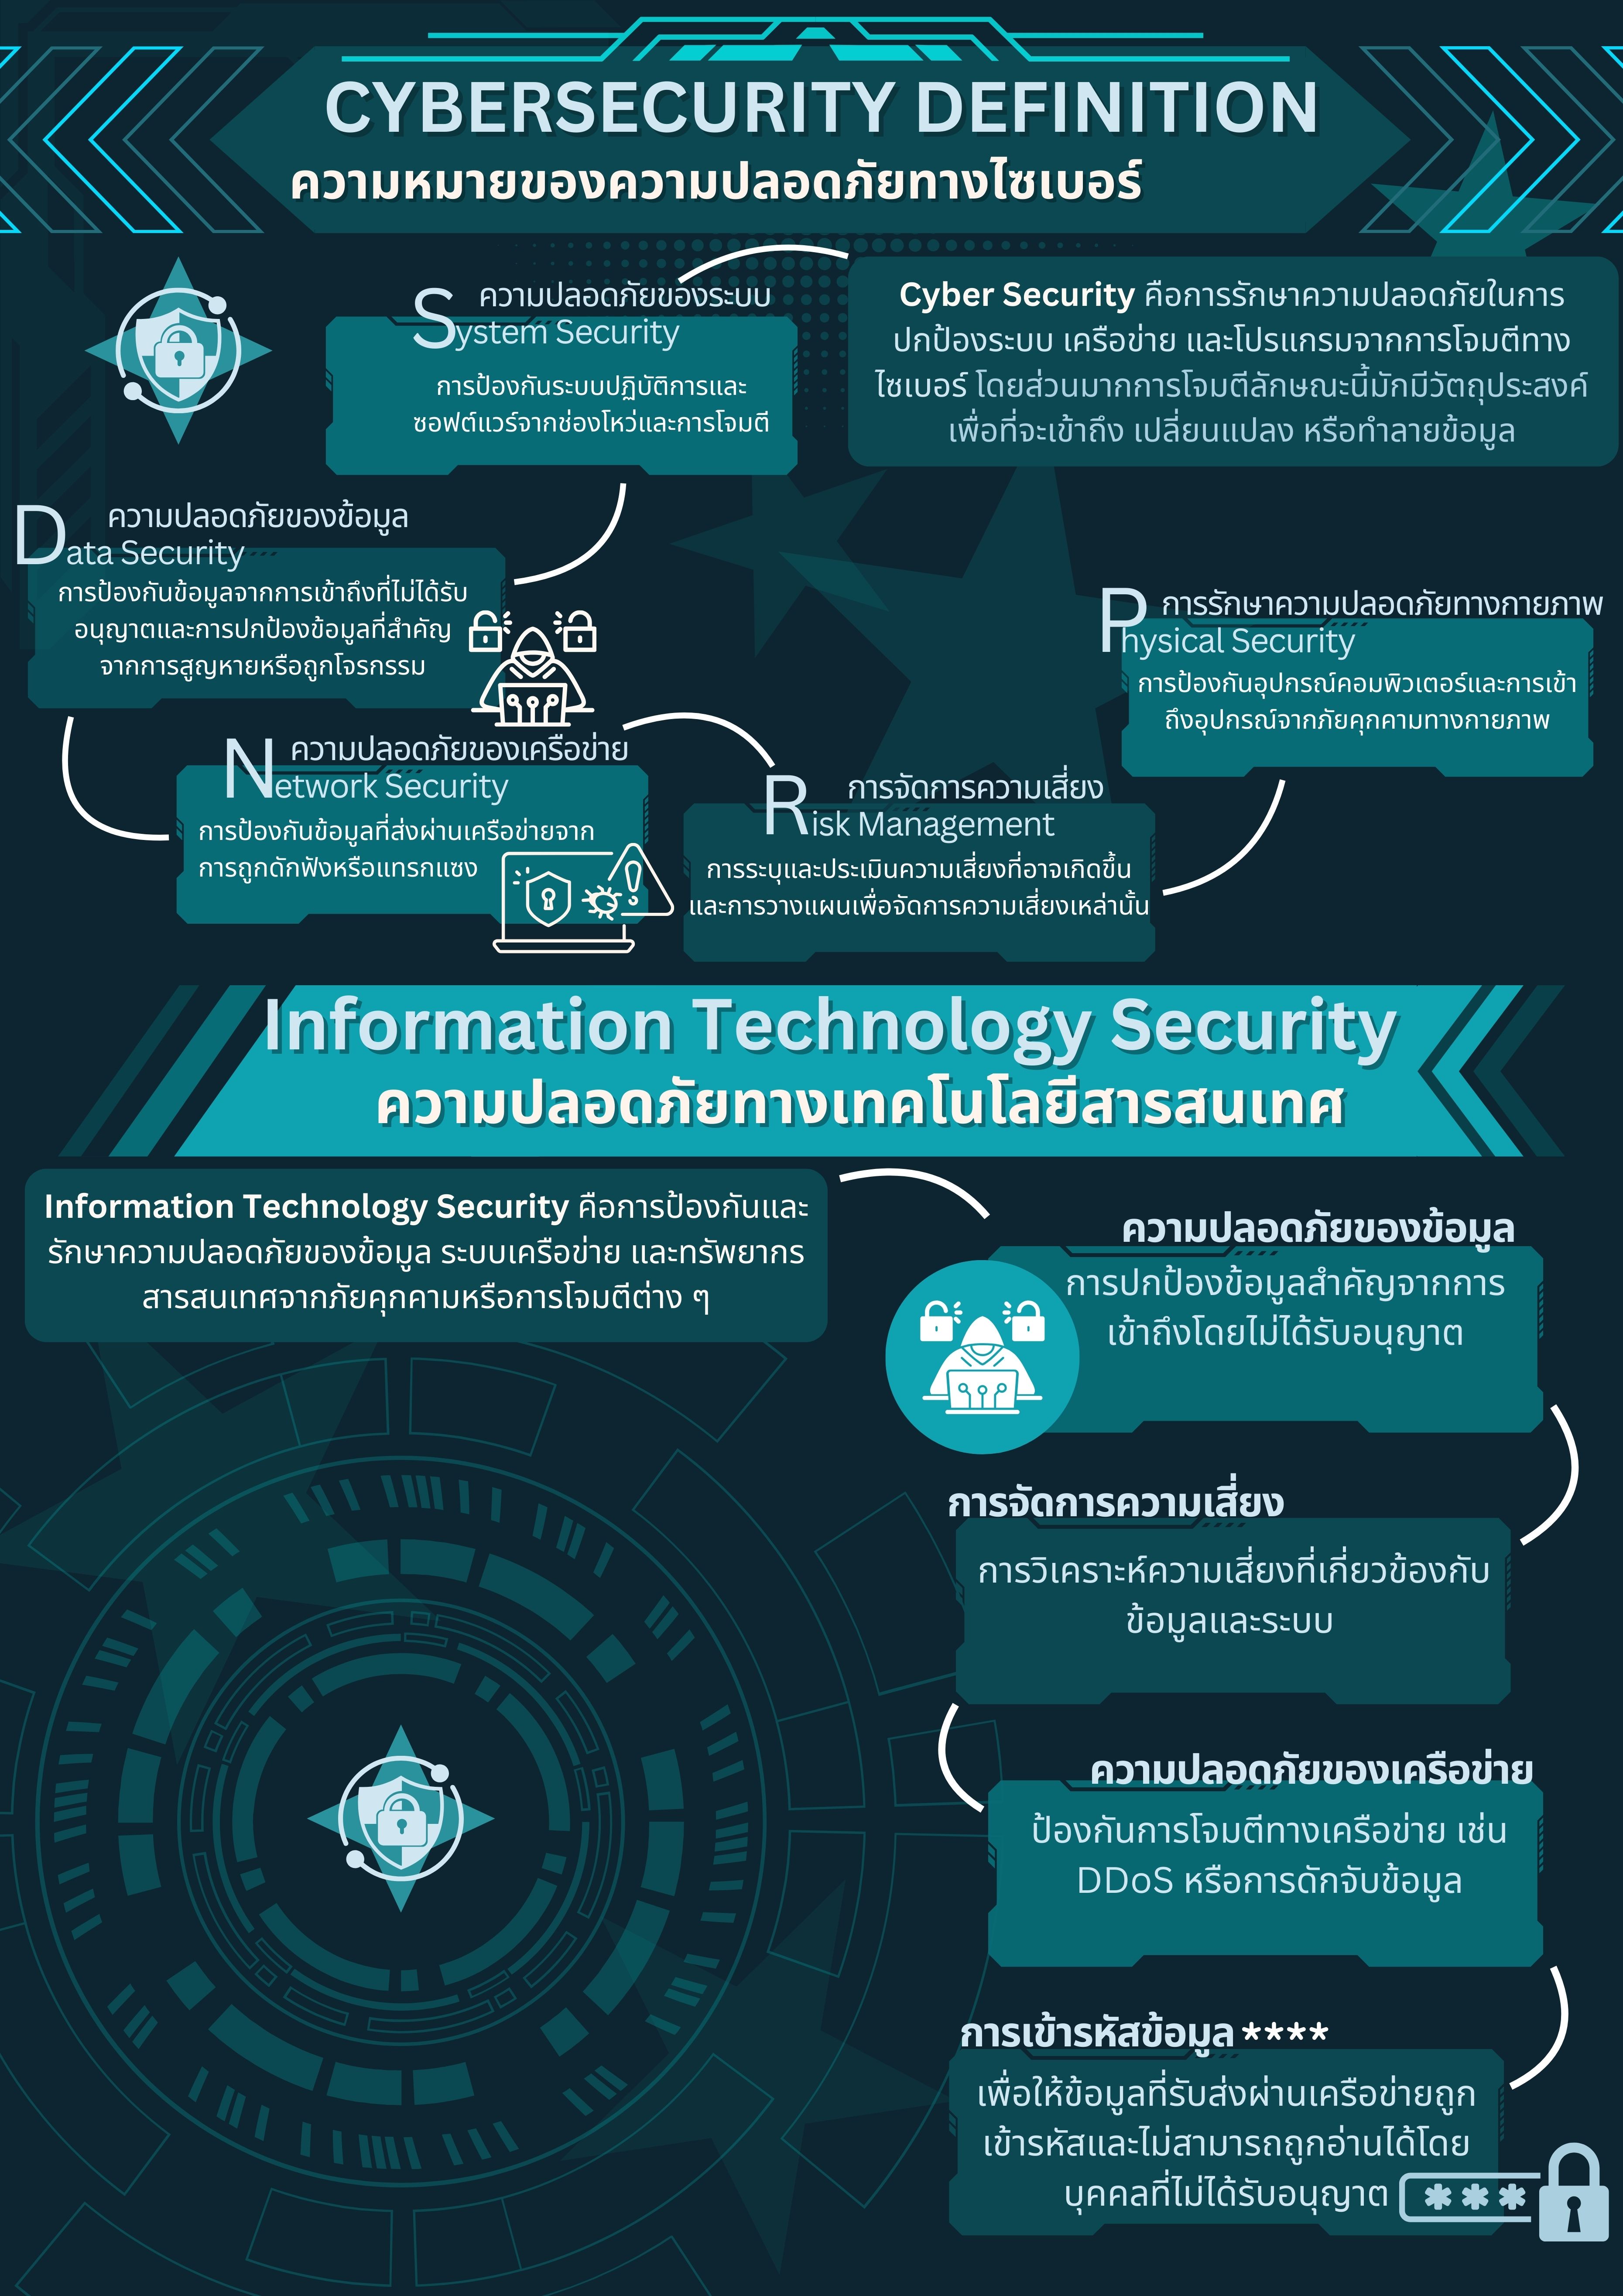 CYBERSECURITY DEFINITION
ความหมายของความปลอดภัยทางไซเบอร์
Cyber Security คือการรักษาความปลอดภัยในการ
ปกป้องระบบ เครือข่าย และโปรแกรมจากการโจมตีทาง
ไซเบอร์ โดยส่วนมากการโจมตีลักษณะนี้มักมีวัตถุประสงค์
เพื่อที่จะเข้าถึง เปลี่ยนแปลง หรือทำลายข้อมูล
ความปลอดภัยของระบบ
System Security
การป้องกันระบบปฏิบัติการและ
ซอฟต์แวร์จากช่องโหว่และการโจมตี
ความปลอดภัยของข้อมูล
Data Security
การป้องกันข้อมูลจากการเข้าถึงที่ไม่ได้รับ
อนุญาตและการปกป้องข้อมูลที่สำคัญ
จากการสูญหายหรือถูกโจรกรรม
ความปลอดภัยของเครือข่าย
Network Security
การป้องกันข้อมูลที่ส่งผ่านเครือข่ายจาก
การถูกดักฟังหรือแทรกแซง
การจัดการความเสี่ยง
Risk Management
การระบุและประเมินความเสี่ยงที่อาจเกิดขึ้น
และการวางแผนเพื่อจัดการความเสี่ยงเหล่านั้น
การรักษาความปลอดภัยทางกายภาพ
Physical Security
การป้องกันอุปกรณ์คอมพิวเตอร์และการเข้า
ถึงอุปกรณ์จากภัยคุกคามทางกายภาพ
Information Technology Security
ความปลอดภัยทางเทคโนโลยีสารสนเทศ
Information Technology Security คือการป้องกันและ
รักษาความปลอดภัยของข้อมูล ระบบเครือข่าย และทรัพยากร
สารสนเทศจากภัยคุกคามหรือการโจมตีต่าง ๆ
ความปลอดภัยของข้อมูล
การปกป้องข้อมูลสำคัญจากการ
เข้าถึงโดยไม่ได้รับอนุญาต
การจัดการความเสี่ยง
การวิเคราะห์ความเสี่ยงที่เกี่ยวข้องกับ
ข้อมูลและระบบ
ความปลอดภัยของเครือข่าย
ป้องกันการโจมตีทางเครือข่าย เช่น
DDoS หรือการดักจับข้อมูล
การเข้ารหัสข้อมูล ****
เพื่อให้ข้อมูลที่รับส่งผ่านเครือข่ายถูก
เข้ารหัสและไม่สามารถถูกอ่านได้โดย
บุคคลที่ไม่ได้รับอนุญาต
***